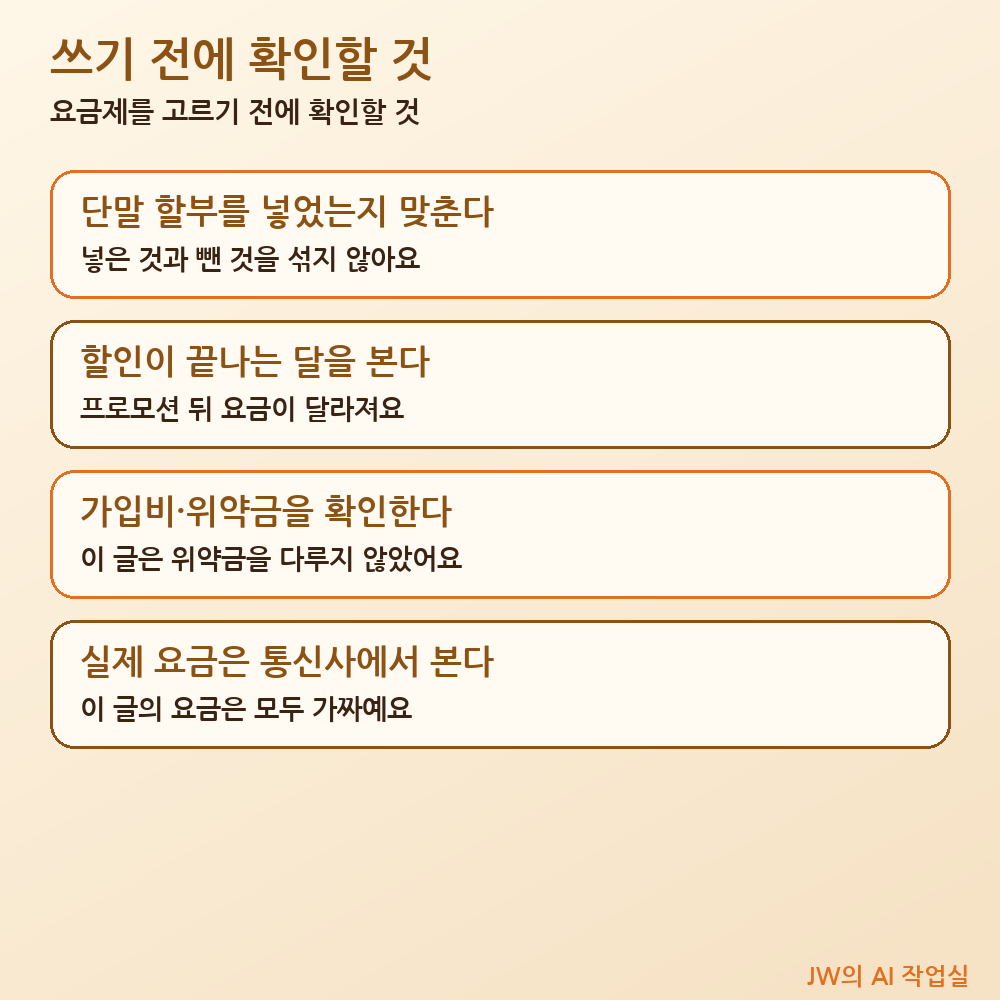 쓰기 전에 확인할 것
요금제를 고르기 전에 확인할 것
단말 할부를 넣었는지 맞춘다
넣은 것과 뺀 것을 섞지 않아요
할인이 끝나는 달을 본다
프로모션 뒤 요금이 달라져요
가입비·위약금을 확인한다
이 글은 위약금을 다루지 않았어요
실제 요금은 통신사에서 본다
이 글의 요금은 모두 가짜예요
JW의 AI 작업실